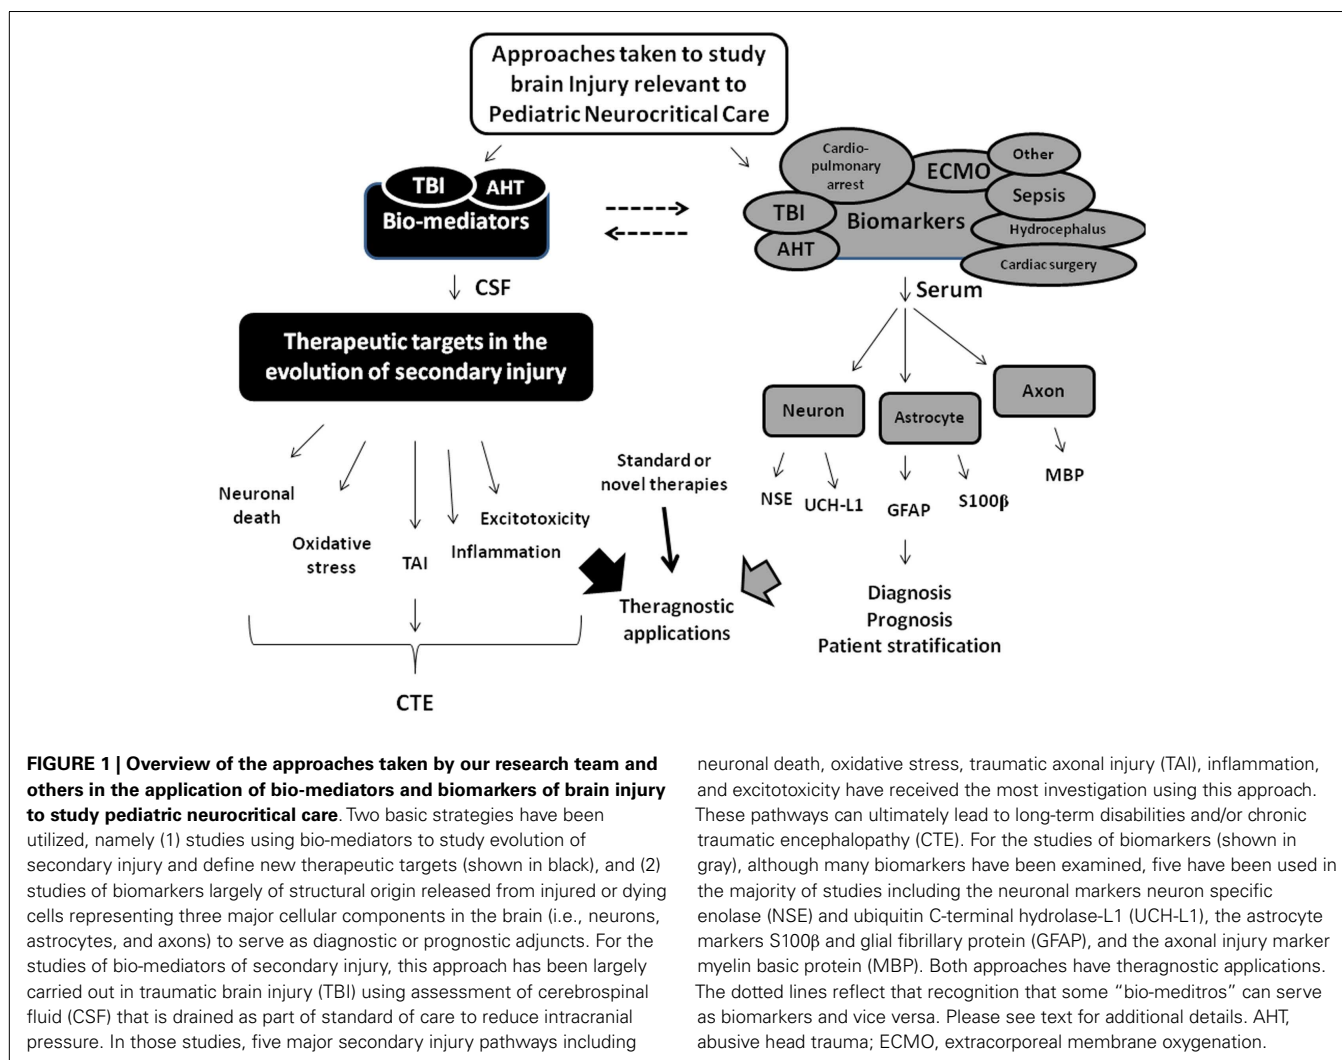 Approaches taken to study
brain Injury relevant to
Pediatric Neurocritical Care
TBI
AHT
Bio-mediators
Cardio-
pulmonary
arrest
ECMO
Other
Sepsis
TBI
Biomarkers
Hydrocephalus
AHT
Cardiac surgery
CSF
Serum
Therapeutic targets in the
evolution of secondary injury
Neuron
Astrocyte
Axon
Neuronal
death
Oxidative
stress
TAI
Inflammation
Excitotoxicity
Standard or
novel therapies
NSE
UCH-L1
GFAP
S100β
MBP
Theragnostic
applications
Diagnosis
Prognosis
Patient stratification
CTE
FIGURE 1 | Overview of the approaches taken by our research team and
others in the application of bio-mediators and biomarkers of brain injury
to study pediatric neurocritical care. Two basic strategies have been
utilized, namely (1) studies using bio-mediators to study evolution of
secondary injury and define new therapeutic targets (shown in black), and (2)
studies of biomarkers largely of structural origin released from injured or dying
cells representing three major cellular components in the brain (i.e., neurons,
astrocytes, and axons) to serve as diagnostic or prognostic adjuncts. For the
studies of bio-mediators of secondary injury, this approach has been largely
carried out in traumatic brain injury (TBI) using assessment of cerebrospinal
fluid (CSF) that is drained as part of standard of care to reduce intracranial
pressure. In those studies, five major secondary injury pathways including
neuronal death, oxidative stress, traumatic axonal injury (TAI), inflammation,
and excitotoxicity have received the most investigation using this approach.
These pathways can ultimately lead to long-term disabilities and/or chronic
traumatic encephalopathy (CTE). For the studies of biomarkers (shown in
gray), although many biomarkers have been examined, five have been used in
the majority of studies including the neuronal markers neuron specific
enolase (NSE) and ubiquitin C-terminal hydrolase-L1 (UCH-L1), the astrocyte
markers S100β and glial fibrillary protein (GFAP), and the axonal injury marker
myelin basic protein (MBP). Both approaches have theragnostic applications.
The dotted lines reflect that recognition that some “bio-meditros” can serve
as biomarkers and vice versa. Please see text for additional details. AHT,
abusive head trauma; ECMO, extracorporeal membrane oxygenation.